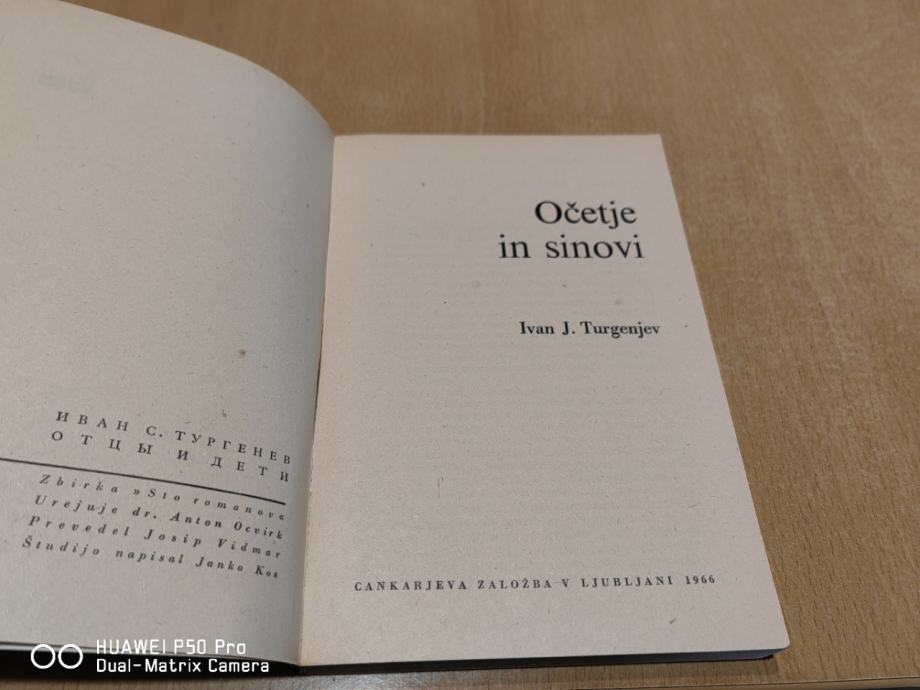 ИВАН С. ТУРГЕНЕВ
ОТЦЫ И ДЕТИ
Zbirka »Sto romanov«
Urejuje dr. Anton Ocvirk
Prevedel Josip Vidmar
Študijo napisal Janko Kos
Očetje
in sinovi
Ivan J. Turgenjev
CANKARJEVA ZALOŽBA V LJUBLJANI 1966
HUAWEI P50 Pro
Dual-Matrix Camera